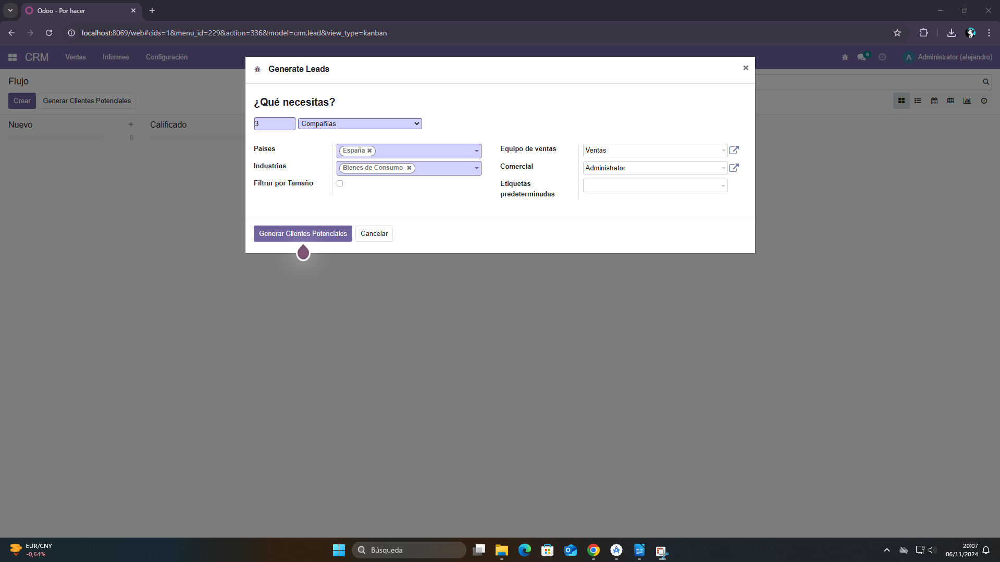 Odoo - Por hacer
localhost:8069/web#cids=1&menu_id=229&action=336&model=crm.lead&view_type=kanban
CRM Ventas Informes Configuración
6
A Administrator (alejandro)
Flujo
Crear Generar Clientes Potenciales
Nuevo
0
Calificado
Generate Leads
¿Qué necesitas?
3 Compañías
Países España
Industrias Bienes de Consumo
Filtrar por Tamaño
Equipo de ventas Ventas
Comercial Administrator
Etiquetas
predeterminadas
Generar Clientes Potenciales Cancelar
EUR/CNY
-0,64%
Búsqueda
20:07
06/11/2024